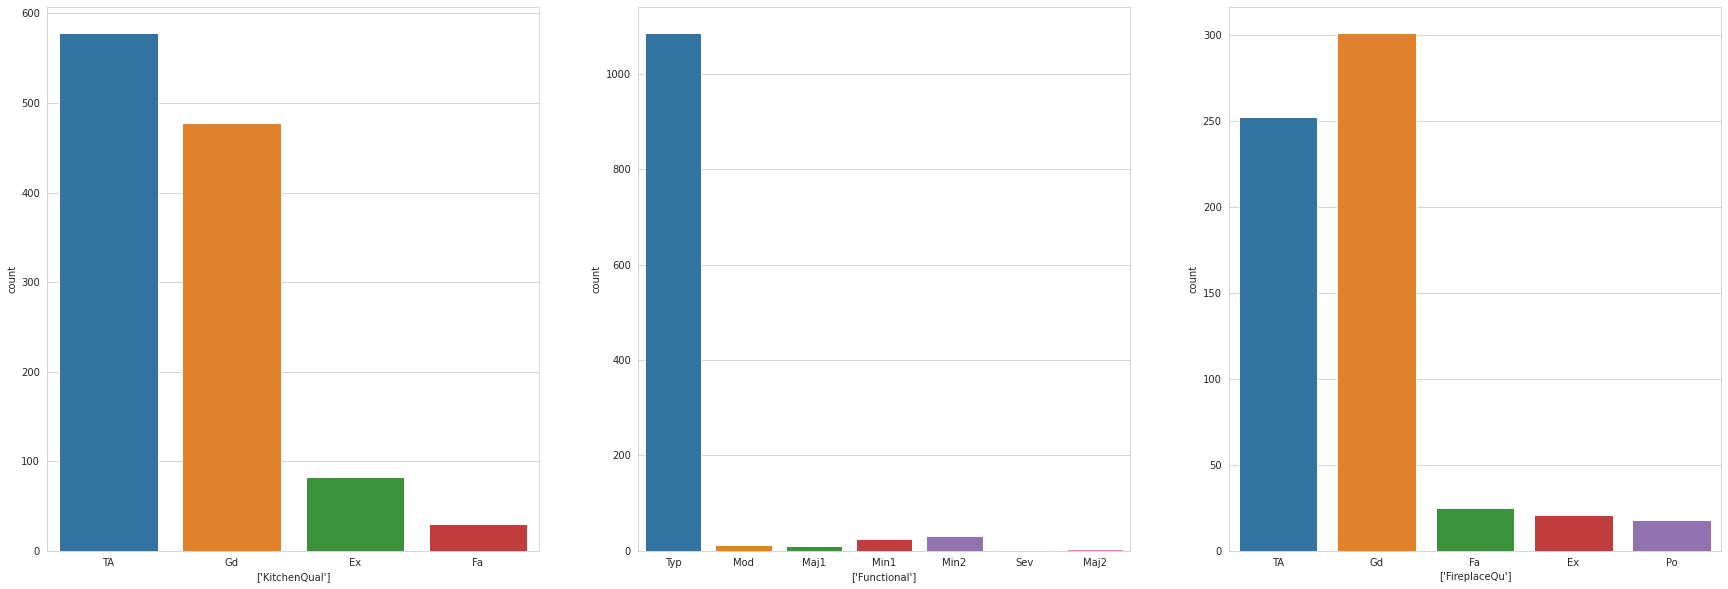 600
500
400
300
200
100
0
count
TA Gd Ex Fa
['KitchenQual']
1000
800
600
400
200
0
count
Typ Mod Maj1 Min1 Min2 Sev Maj2
['Functional']
300
250
200
150
100
50
0
count
TA Gd Fa Ex Po
['FireplaceQu']